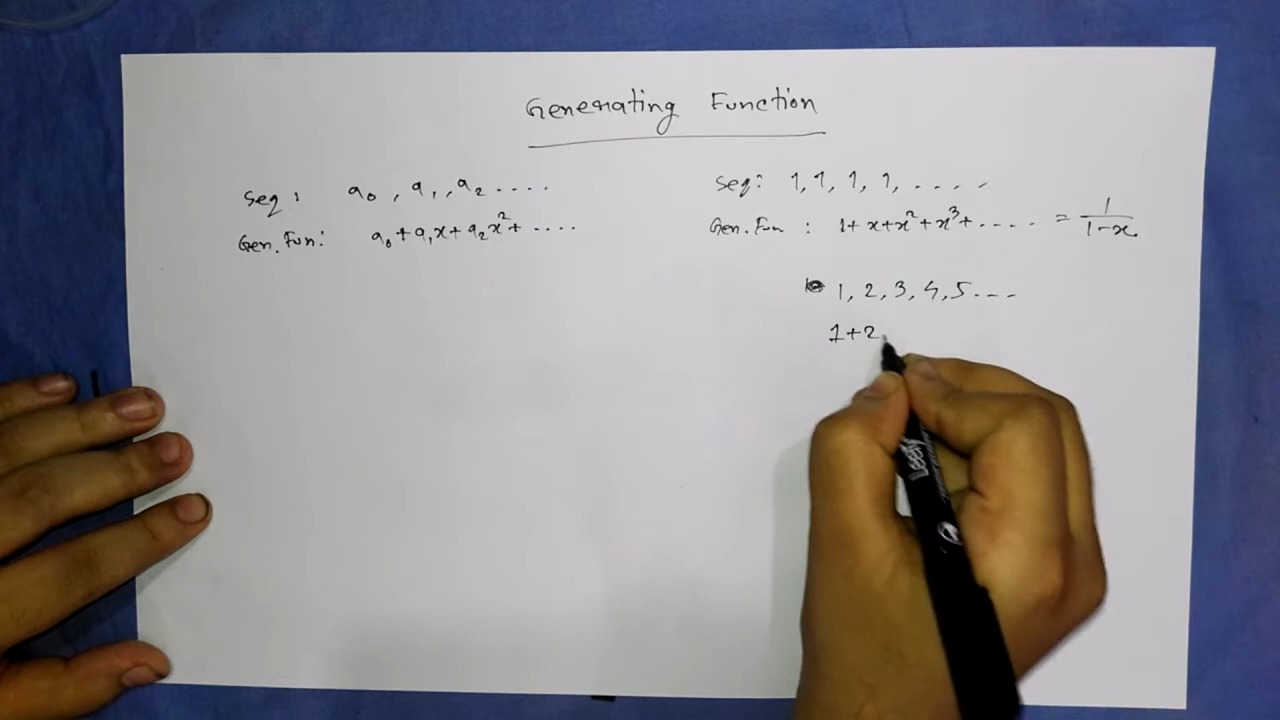 Generating Function
Seq: a₀, a₁, a₂ ....
Gen. Fun: a₀+a₁x+a₂x²+ ....
Seq: 1, 1, 1, 1, .....
Gen. Fun : 1+x+x²+x³+ .... = 1/(1-x)
1, 2, 3, 4, 5...
1+2